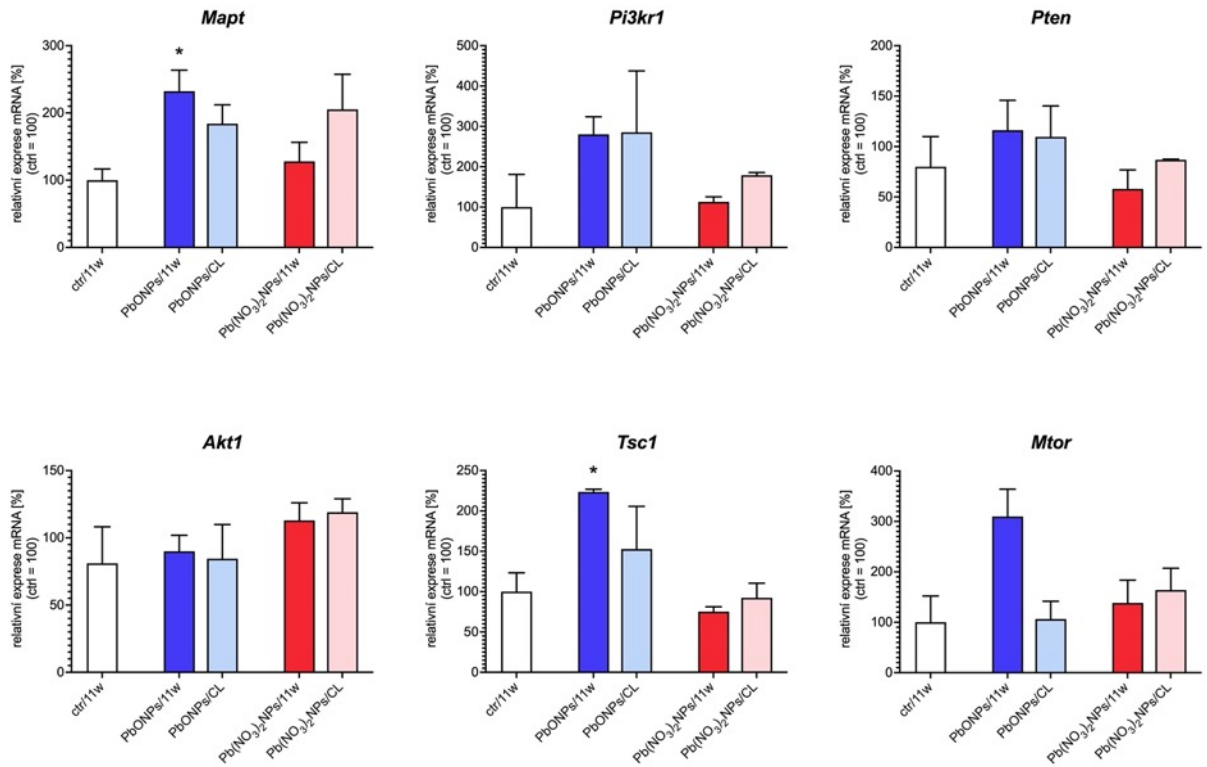 Mapt
relativní exprese mRNA [%]
(ctrl = 100)
300
200
100
0
*
ctr/11w
PbONPs/11w
PbONPs/CL
Pb(NO₃)₂NPs/11w
Pb(NO₃)₂NPs/CL
Pi3kr1
relativní exprese mRNA [%]
(ctrl = 100)
500
400
300
200
100
0
ctr/11w
PbONPs/11w
PbONPs/CL
Pb(NO₃)₂NPs/11w
Pb(NO₃)₂NPs/CL
Pten
relativní exprese mRNA [%]
(ctrl = 100)
200
150
100
50
0
ctr/11w
PbONPs/11w
PbONPs/CL
Pb(NO₃)₂NPs/11w
Pb(NO₃)₂NPs/CL
Akt1
relativní exprese mRNA [%]
(ctrl = 100)
150
100
50
0
ctr/11w
PbONPs/11w
PbONPs/CL
Pb(NO₃)₂NPs/11w
Pb(NO₃)₂NPs/CL
Tsc1
relativní exprese mRNA [%]
(ctrl = 100)
250
200
150
100
50
0
*
ctr/11w
PbONPs/11w
PbONPs/CL
Pb(NO₃)₂NPs/11w
Pb(NO₃)₂NPs/CL
Mtor
relativní exprese mRNA [%]
(ctrl = 100)
400
300
200
100
0
ctr/11w
PbONPs/11w
PbONPs/CL
Pb(NO₃)₂NPs/11w
Pb(NO₃)₂NPs/CL